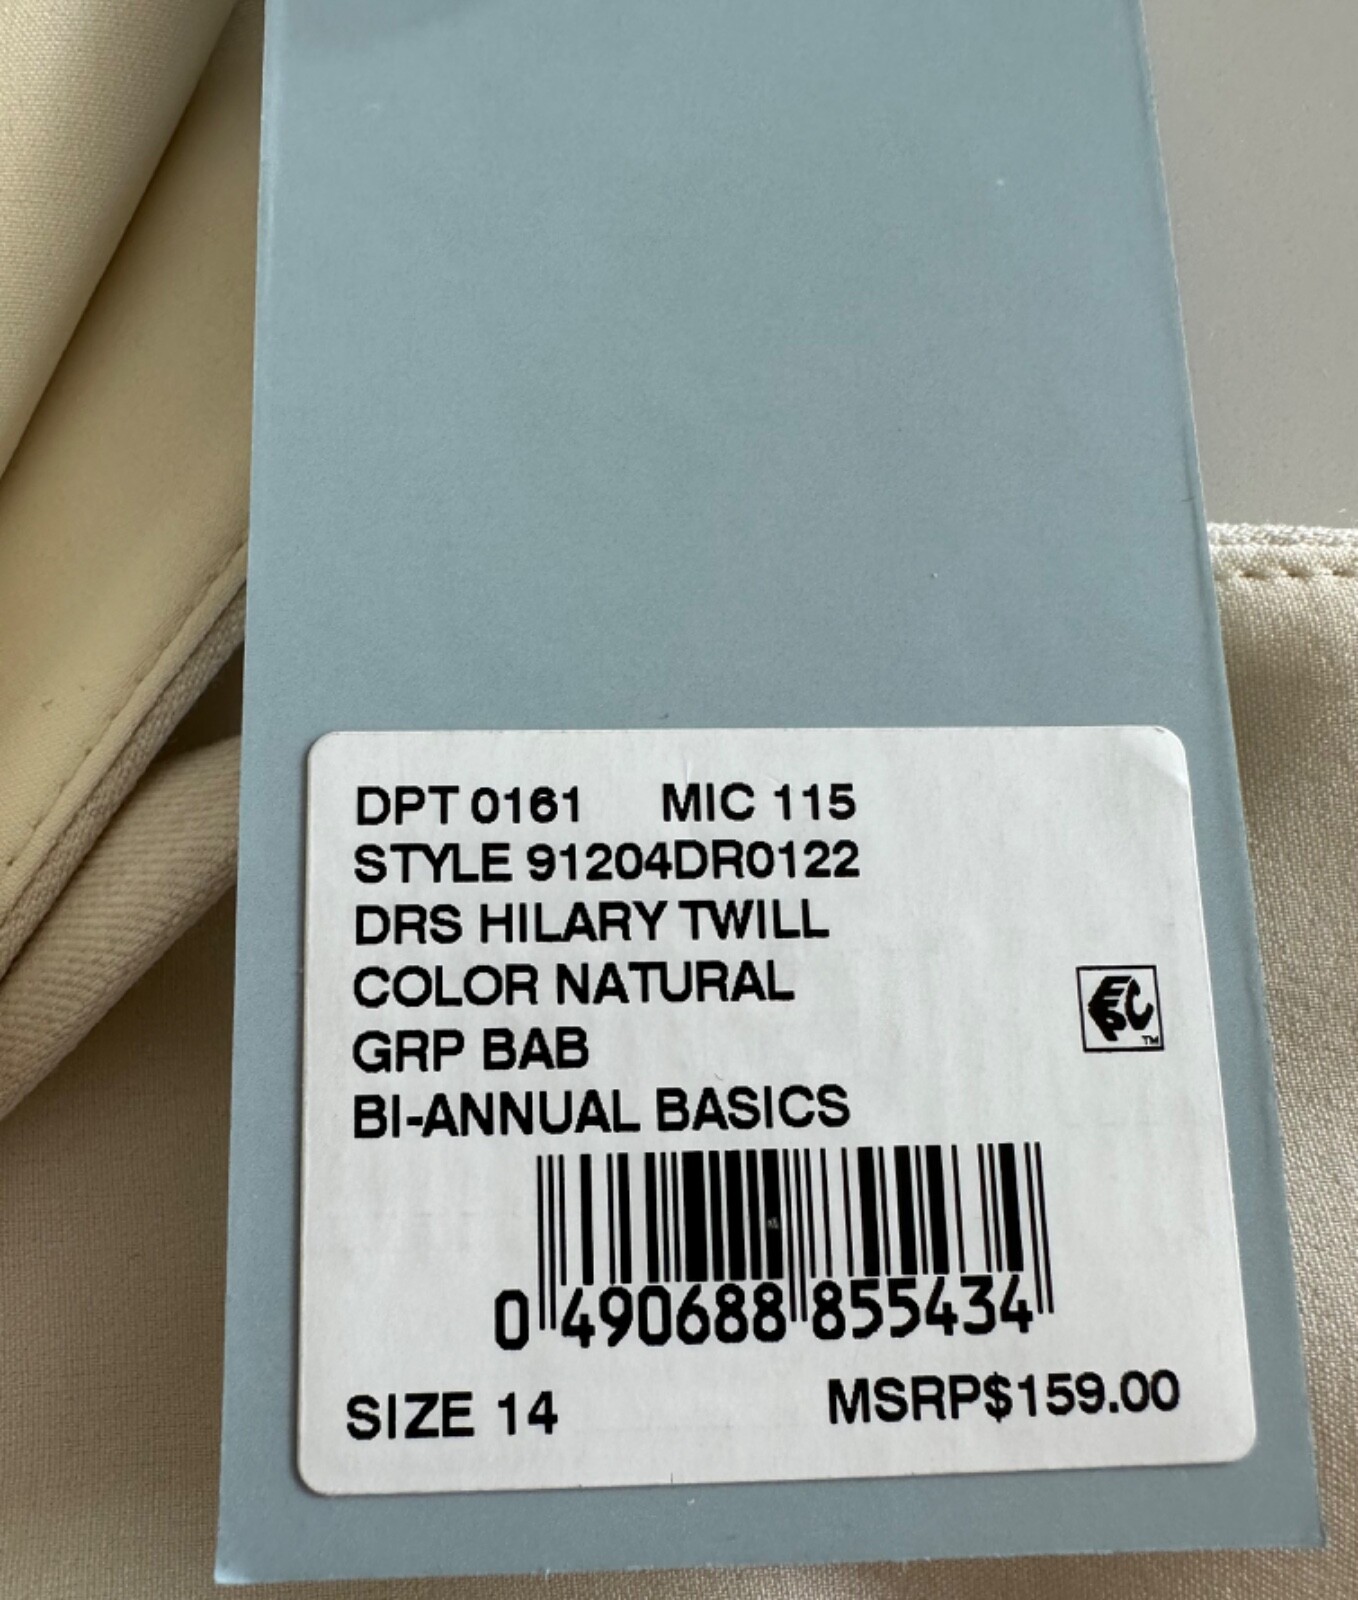 DPT 0161 MIC 115
STYLE 91204DR0122
DRS HILARY TWILL
COLOR NATURAL
GRP BAB
BI-ANNUAL BASICS
0 490688 855434
SIZE 14 MSRP$159.00
TM